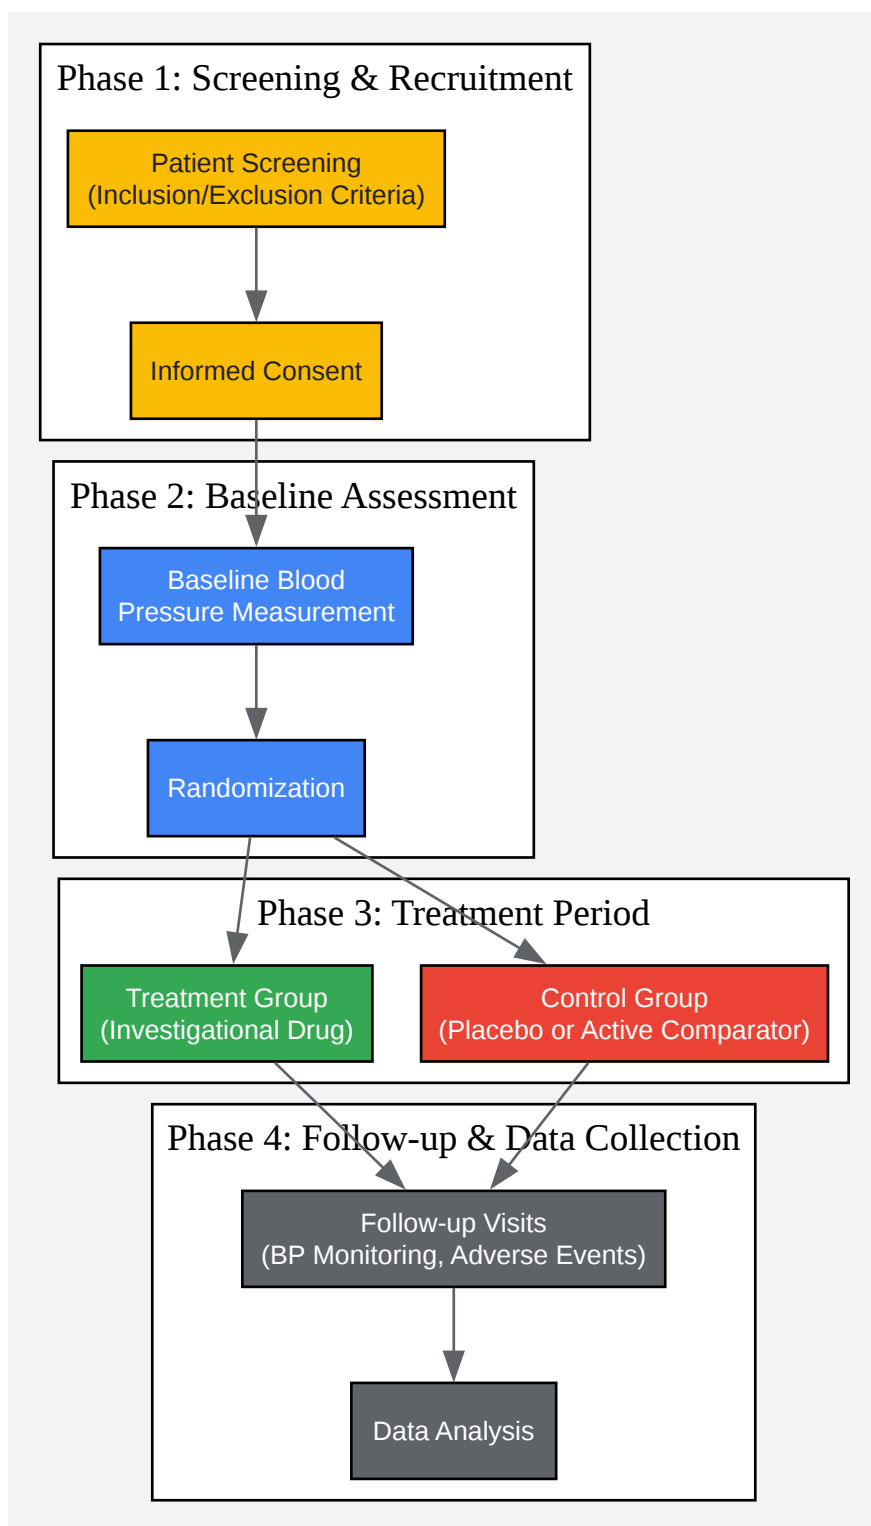 Phase 1: Screening & Recruitment
Patient Screening
(Inclusion/Exclusion Criteria)
Informed Consent
Phase 2: Baseline Assessment
Baseline Blood
Pressure Measurement
Randomization
Phase 3: Treatment Period
Treatment Group
(Investigational Drug)
Control Group
(Placebo or Active Comparator)
Phase 4: Follow-up & Data Collection
Follow-up Visits
(BP Monitoring, Adverse Events)
Data Analysis